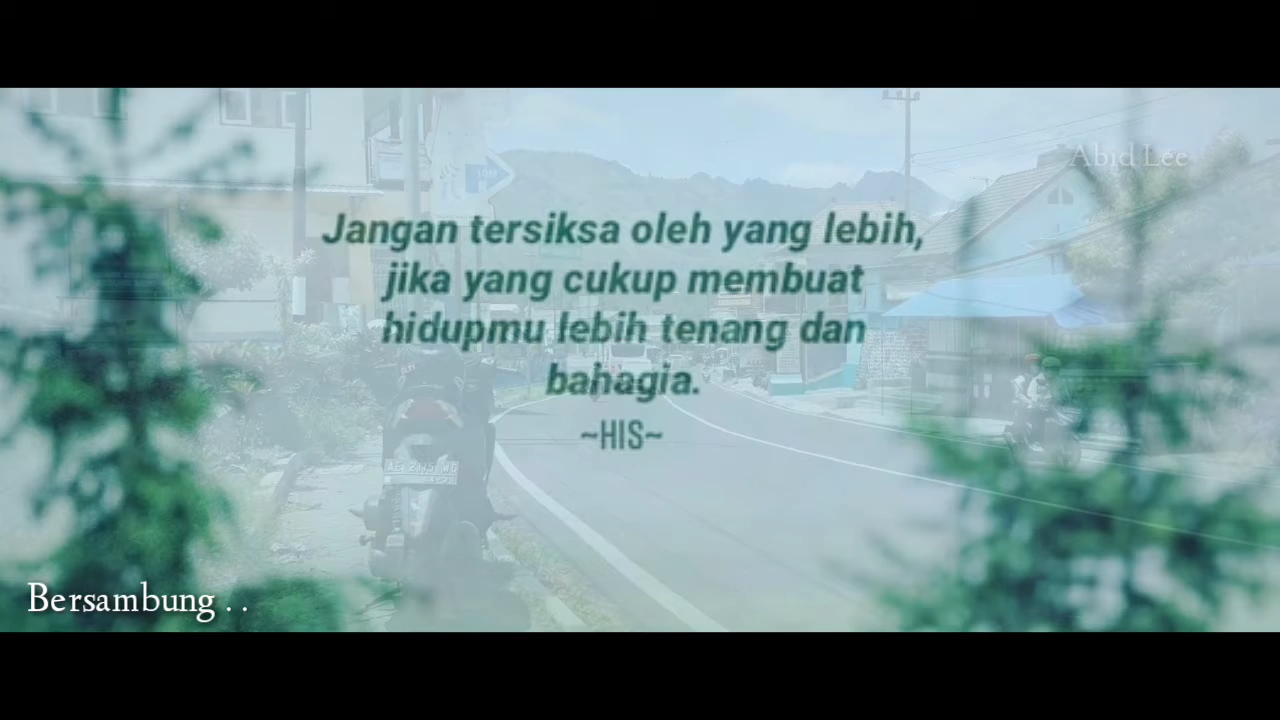 Abid Lee
Jangan tersiksa oleh yang lebih,
jika yang cukup membuat
hidupmu lebih tenang dan
bahagia.
~HIS~
Bersambung . .